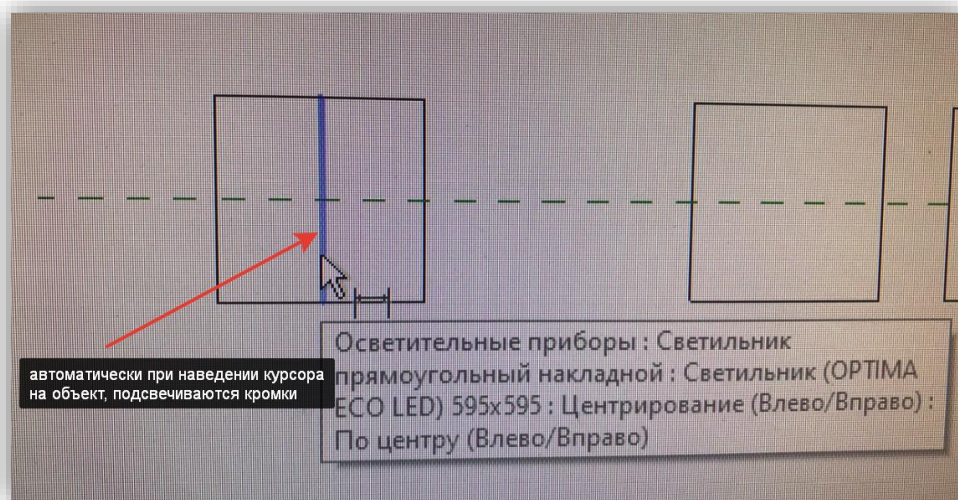 автоматически при наведении курсора
на объект, подсвечиваются кромки
Осветительные приборы : Светильник
прямоугольный накладной : Светильник (OPTIMA
ECO LED) 595x595 : Центрирование (Влево/Вправо) :
По центру (Влево/Вправо)